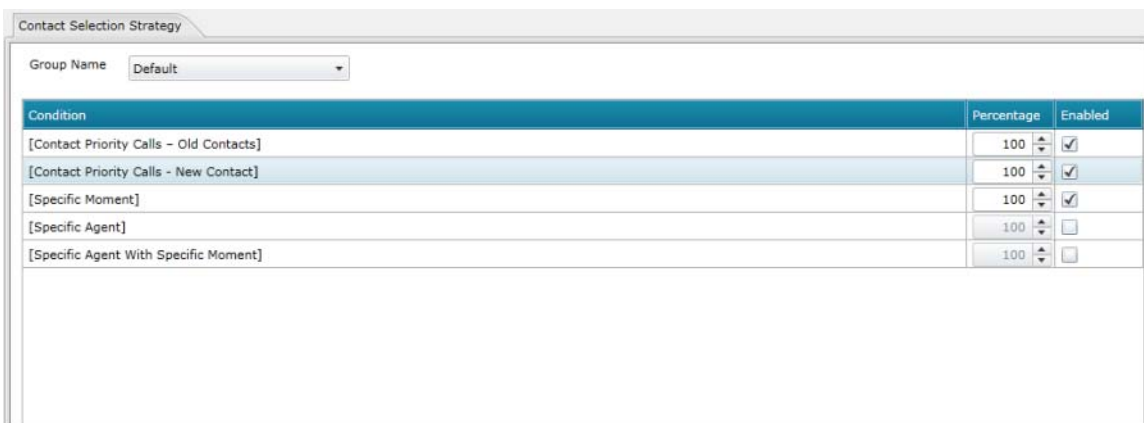 Contact Selection Strategy
Group Name Default
Condition Percentage Enabled
[Contact Priority Calls – Old Contacts] 100
[Contact Priority Calls - New Contact] 100
[Specific Moment] 100
[Specific Agent] 100
[Specific Agent With Specific Moment] 100